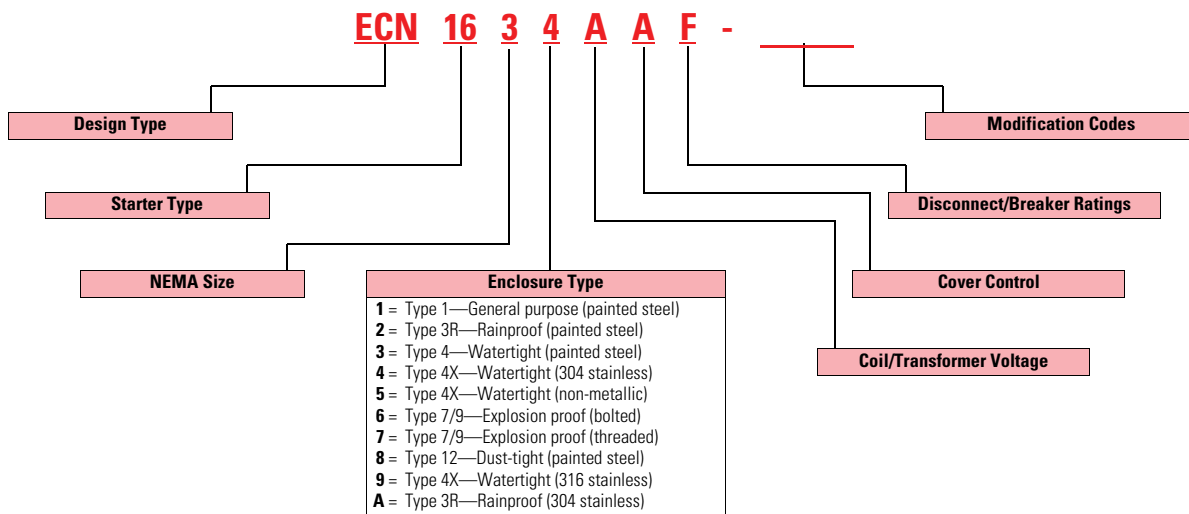 ECN 16 3 4 A A F -
Design Type
Modification Codes
Starter Type
Disconnect/Breaker Ratings
NEMA Size
Enclosure Type
1 = Type 1—General purpose (painted steel)
2 = Type 3R—Rainproof (painted steel)
3 = Type 4—Watertight (painted steel)
4 = Type 4X—Watertight (304 stainless)
5 = Type 4X—Watertight (non-metallic)
6 = Type 7/9—Explosion proof (bolted)
7 = Type 7/9—Explosion proof (threaded)
8 = Type 12—Dust-tight (painted steel)
9 = Type 4X—Watertight (316 stainless)
A = Type 3R—Rainproof (304 stainless)
Cover Control
Coil/Transformer Voltage